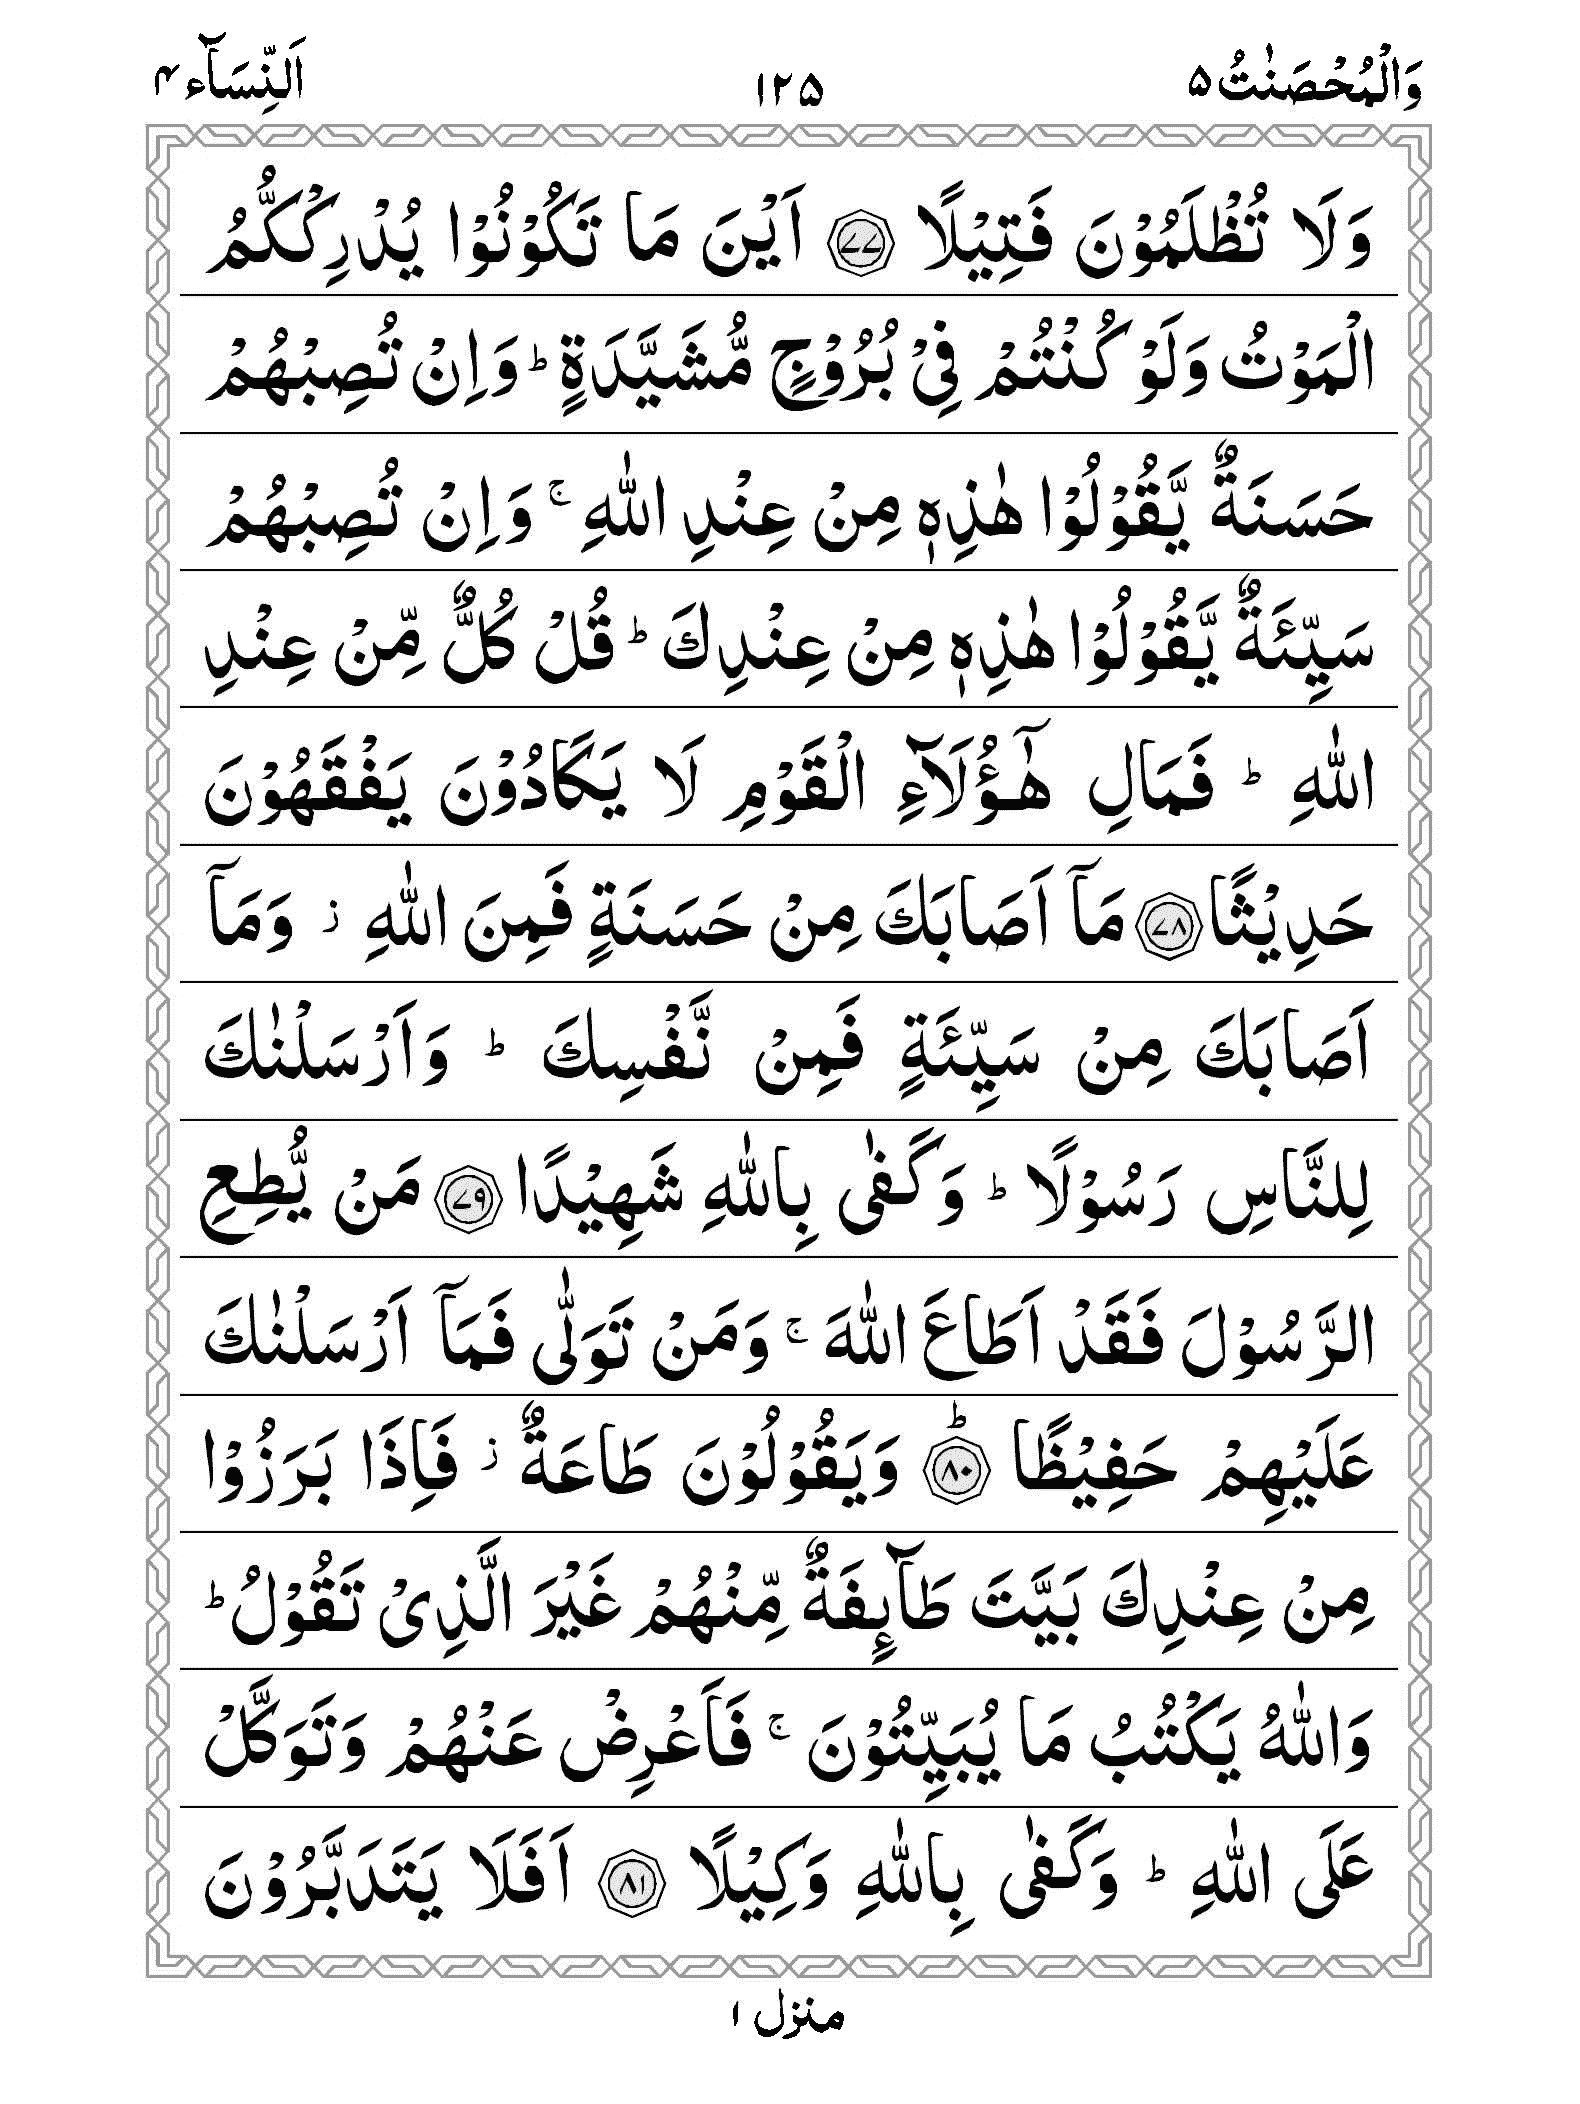 وَالْمُحْصَنٰتُ ۵ ۱۲۵ اَلنِّسَآء ۴
وَلَا تُظْلَمُوْنَ فَتِيْلًا ۝۷۷ اَيْنَ مَا تَكُوْنُوْا يُدْرِكْكُّمُ
الْمَوْتُ وَلَوْ كُنْتُمْ فِيْ بُرُوْجٍ مُّشَيَّدَةٍ ؕ وَاِنْ تُصِبْهُمْ
حَسَنَةٌ يَّقُوْلُوْا هٰذِهٖ مِنْ عِنْدِ اللّٰهِ ۚ وَاِنْ تُصِبْهُمْ
سَيِّئَةٌ يَّقُوْلُوْا هٰذِهٖ مِنْ عِنْدِكَ ؕ قُلْ كُلٌّ مِّنْ عِنْدِ
اللّٰهِ ؕ فَمَالِ هٰٓؤُلَآءِ الْقَوْمِ لَا يَكَادُوْنَ يَفْقَهُوْنَ
حَدِيْثًا ۝۷۸ مَآ اَصَابَكَ مِنْ حَسَنَةٍ فَمِنَ اللّٰهِ ؗ وَمَآ
اَصَابَكَ مِنْ سَيِّئَةٍ فَمِنْ نَّفْسِكَ ؕ وَاَرْسَلْنٰكَ
لِلنَّاسِ رَسُوْلًا ؕ وَكَفٰى بِاللّٰهِ شَهِيْدًا ۝۷۹ مَنْ يُّطِعِ
الرَّسُوْلَ فَقَدْ اَطَاعَ اللّٰهَ ۚ وَمَنْ تَوَلّٰى فَمَآ اَرْسَلْنٰكَ
عَلَيْهِمْ حَفِيْظًا ؕ۝۸۰ وَيَقُوْلُوْنَ طَاعَةٌ ؗ فَاِذَا بَرَزُوْا
مِنْ عِنْدِكَ بَيَّتَ طَآئِفَةٌ مِّنْهُمْ غَيْرَ الَّذِيْ تَقُوْلُ ؕ
وَاللّٰهُ يَكْتُبُ مَا يُبَيِّتُوْنَ ۚ فَاَعْرِضْ عَنْهُمْ وَتَوَكَّلْ
عَلَى اللّٰهِ ؕ وَكَفٰى بِاللّٰهِ وَكِيْلًا ۝۸۱ اَفَلَا يَتَدَبَّرُوْنَ
منزل ۱